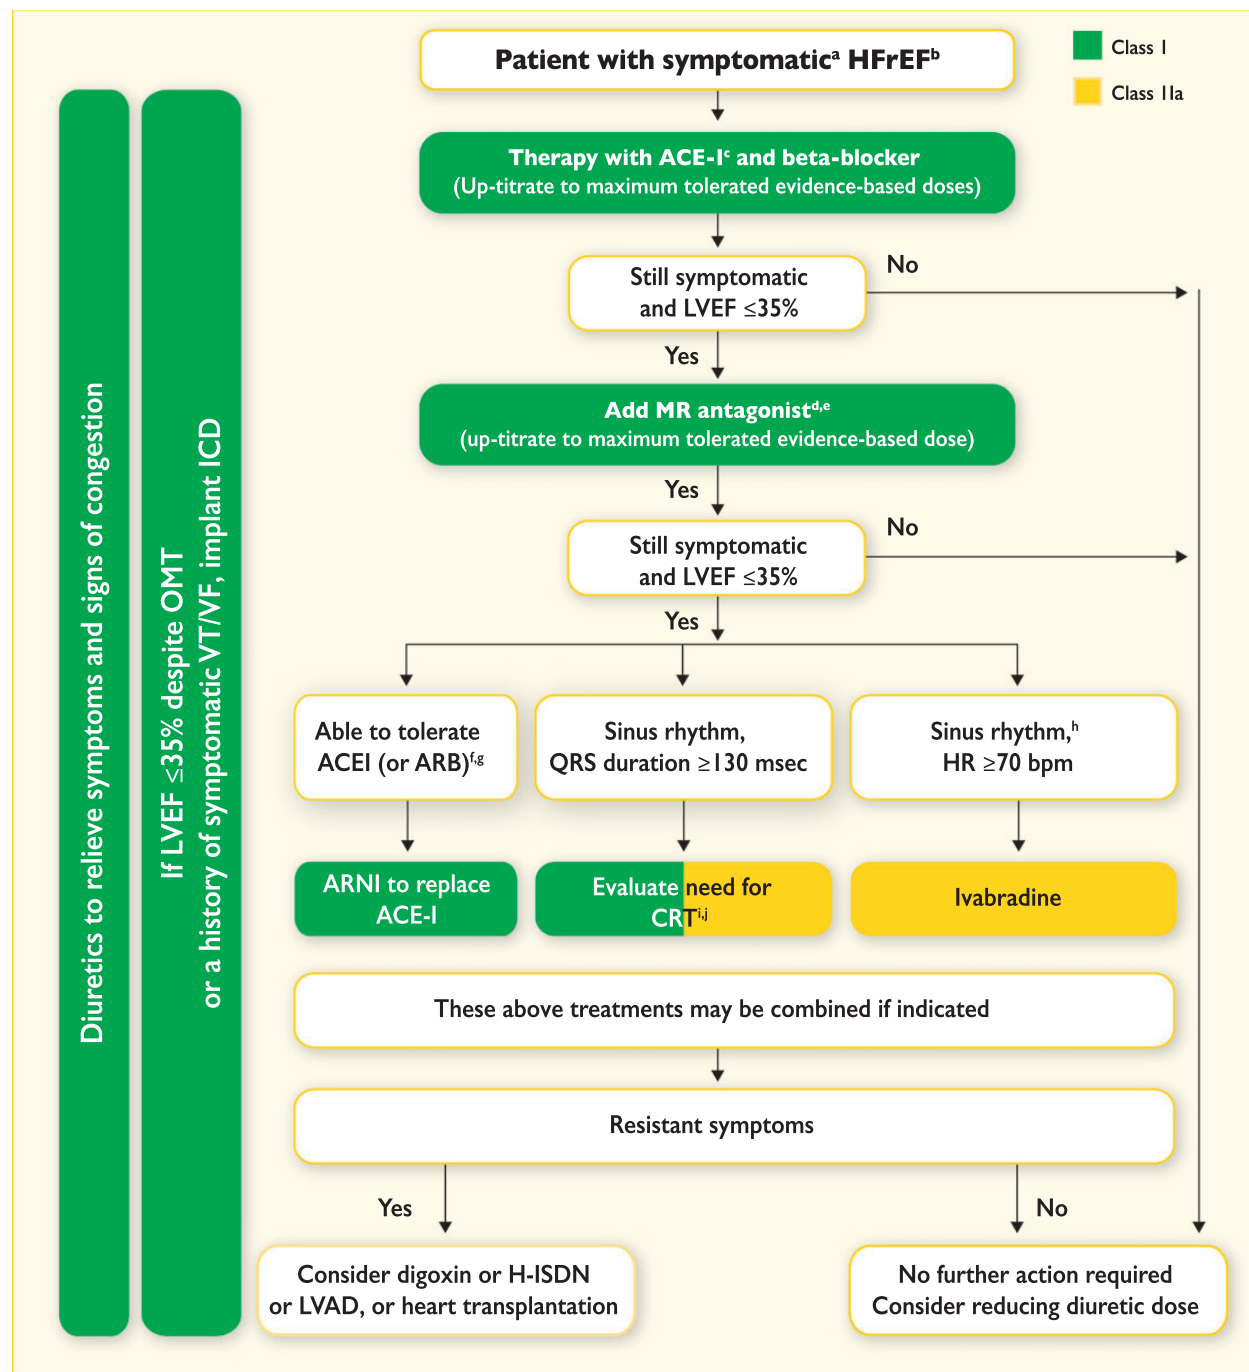 Patient with symptomaticᵃ HFrEFᵇ
Class I
Class IIa
Therapy with ACE-Iᶜ and beta-blocker
(Up-titrate to maximum tolerated evidence-based doses)
Still symptomatic
and LVEF ≤35%
No
Yes
Add MR antagonistᵈ,ᵉ
(up-titrate to maximum tolerated evidence-based dose)
Yes
Still symptomatic
and LVEF ≤35%
No
Yes
Able to tolerate
ACEI (or ARB)ᶠ,ᵍ
Sinus rhythm,
QRS duration ≥130 msec
Sinus rhythm,ʰ
HR ≥70 bpm
ARNI to replace
ACE-I
Evaluate need for
CRTⁱ,ʲ
Ivabradine
These above treatments may be combined if indicated
Resistant symptoms
Yes
No
Consider digoxin or H-ISDN
or LVAD, or heart transplantation
No further action required
Consider reducing diuretic dose
Diuretics to relieve symptoms and signs of congestion
If LVEF ≤35% despite OMT
or a history of symptomatic VT/VF, implant ICD